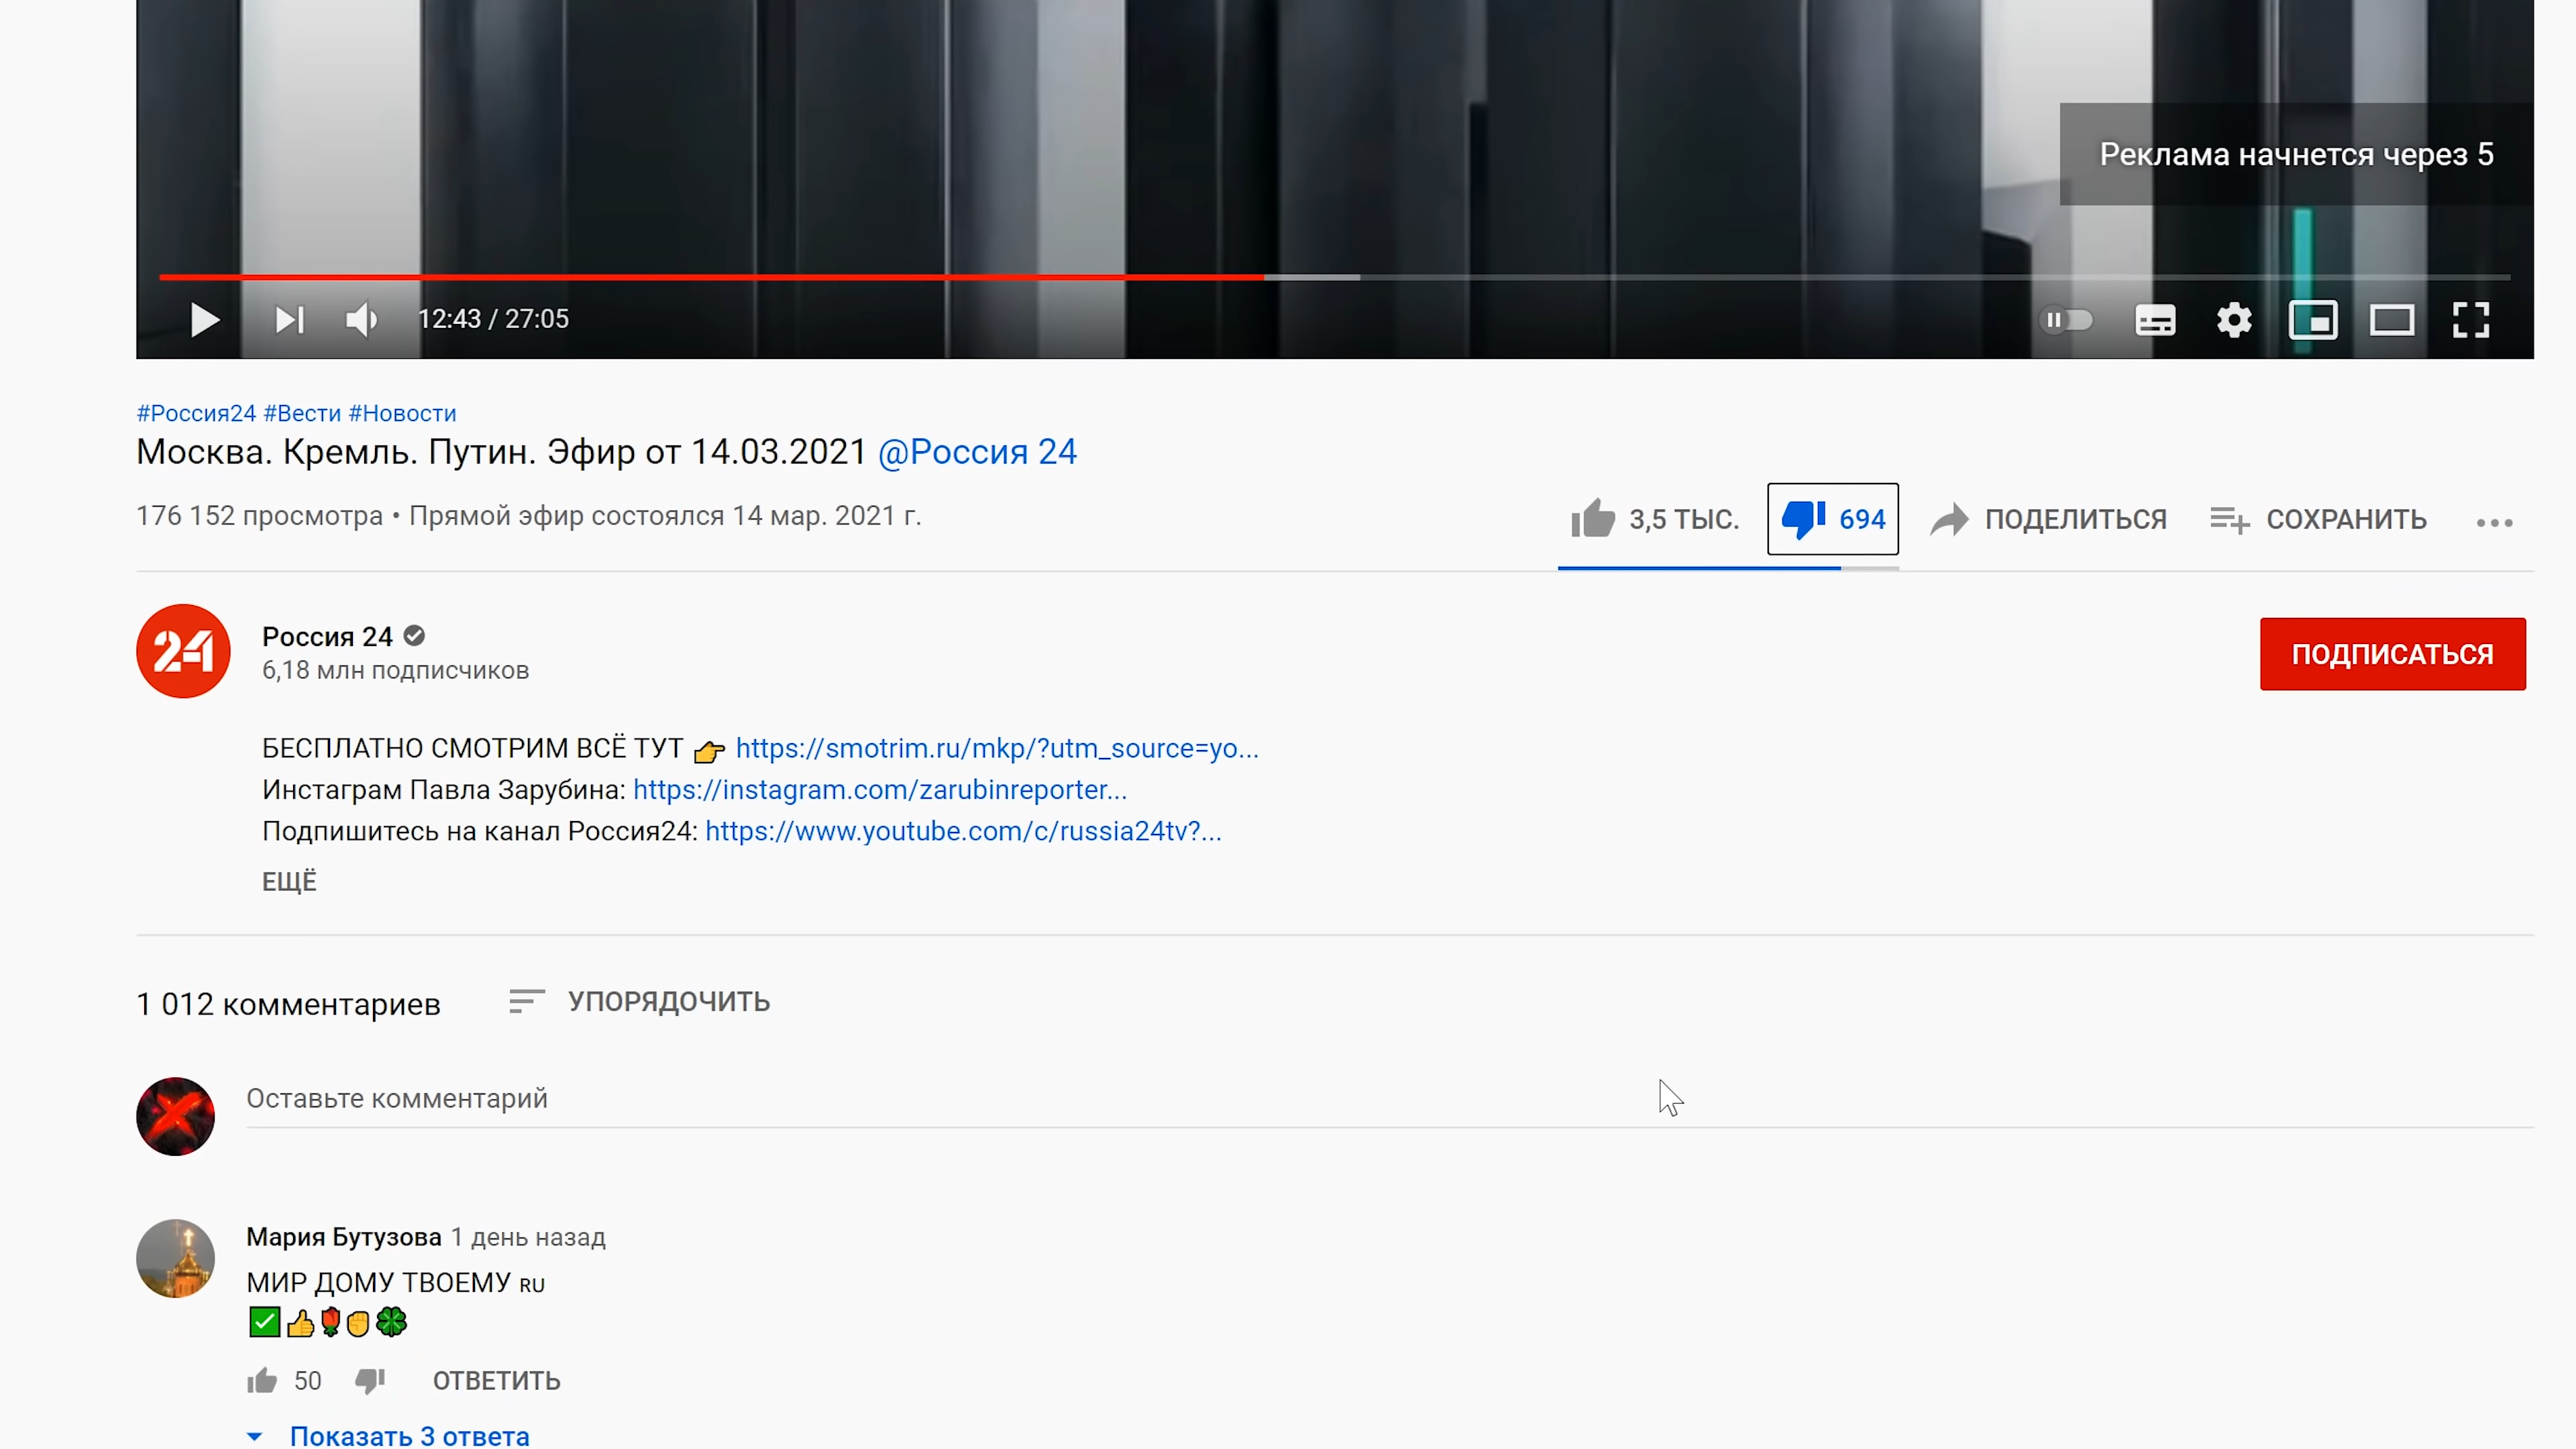 Реклама начнется через 5
12:43 / 27:05
#Россия24 #Вести #Новости
Москва. Кремль. Путин. Эфир от 14.03.2021 @Россия 24
176 152 просмотра • Прямой эфир состоялся 14 мар. 2021 г.
3,5 ТЫС. 694 ПОДЕЛИТЬСЯ СОХРАНИТЬ
24
Россия 24
6,18 млн подписчиков
ПОДПИСАТЬСЯ
БЕСПЛАТНО СМОТРИМ ВСЁ ТУТ 👉 https://smotrim.ru/mkp/?utm_source=yo...
Инстаграм Павла Зарубина: https://instagram.com/zarubinreporter...
Подпишитесь на канал Россия24: https://www.youtube.com/c/russia24tv?...
ЕЩЁ
1 012 комментариев УПОРЯДОЧИТЬ
Оставьте комментарий
Мария Бутузова 1 день назад
МИР ДОМУ ТВОЕМУ RU
✅👍🌹✊🍀
50 ОТВЕТИТЬ
Показать 3 ответа